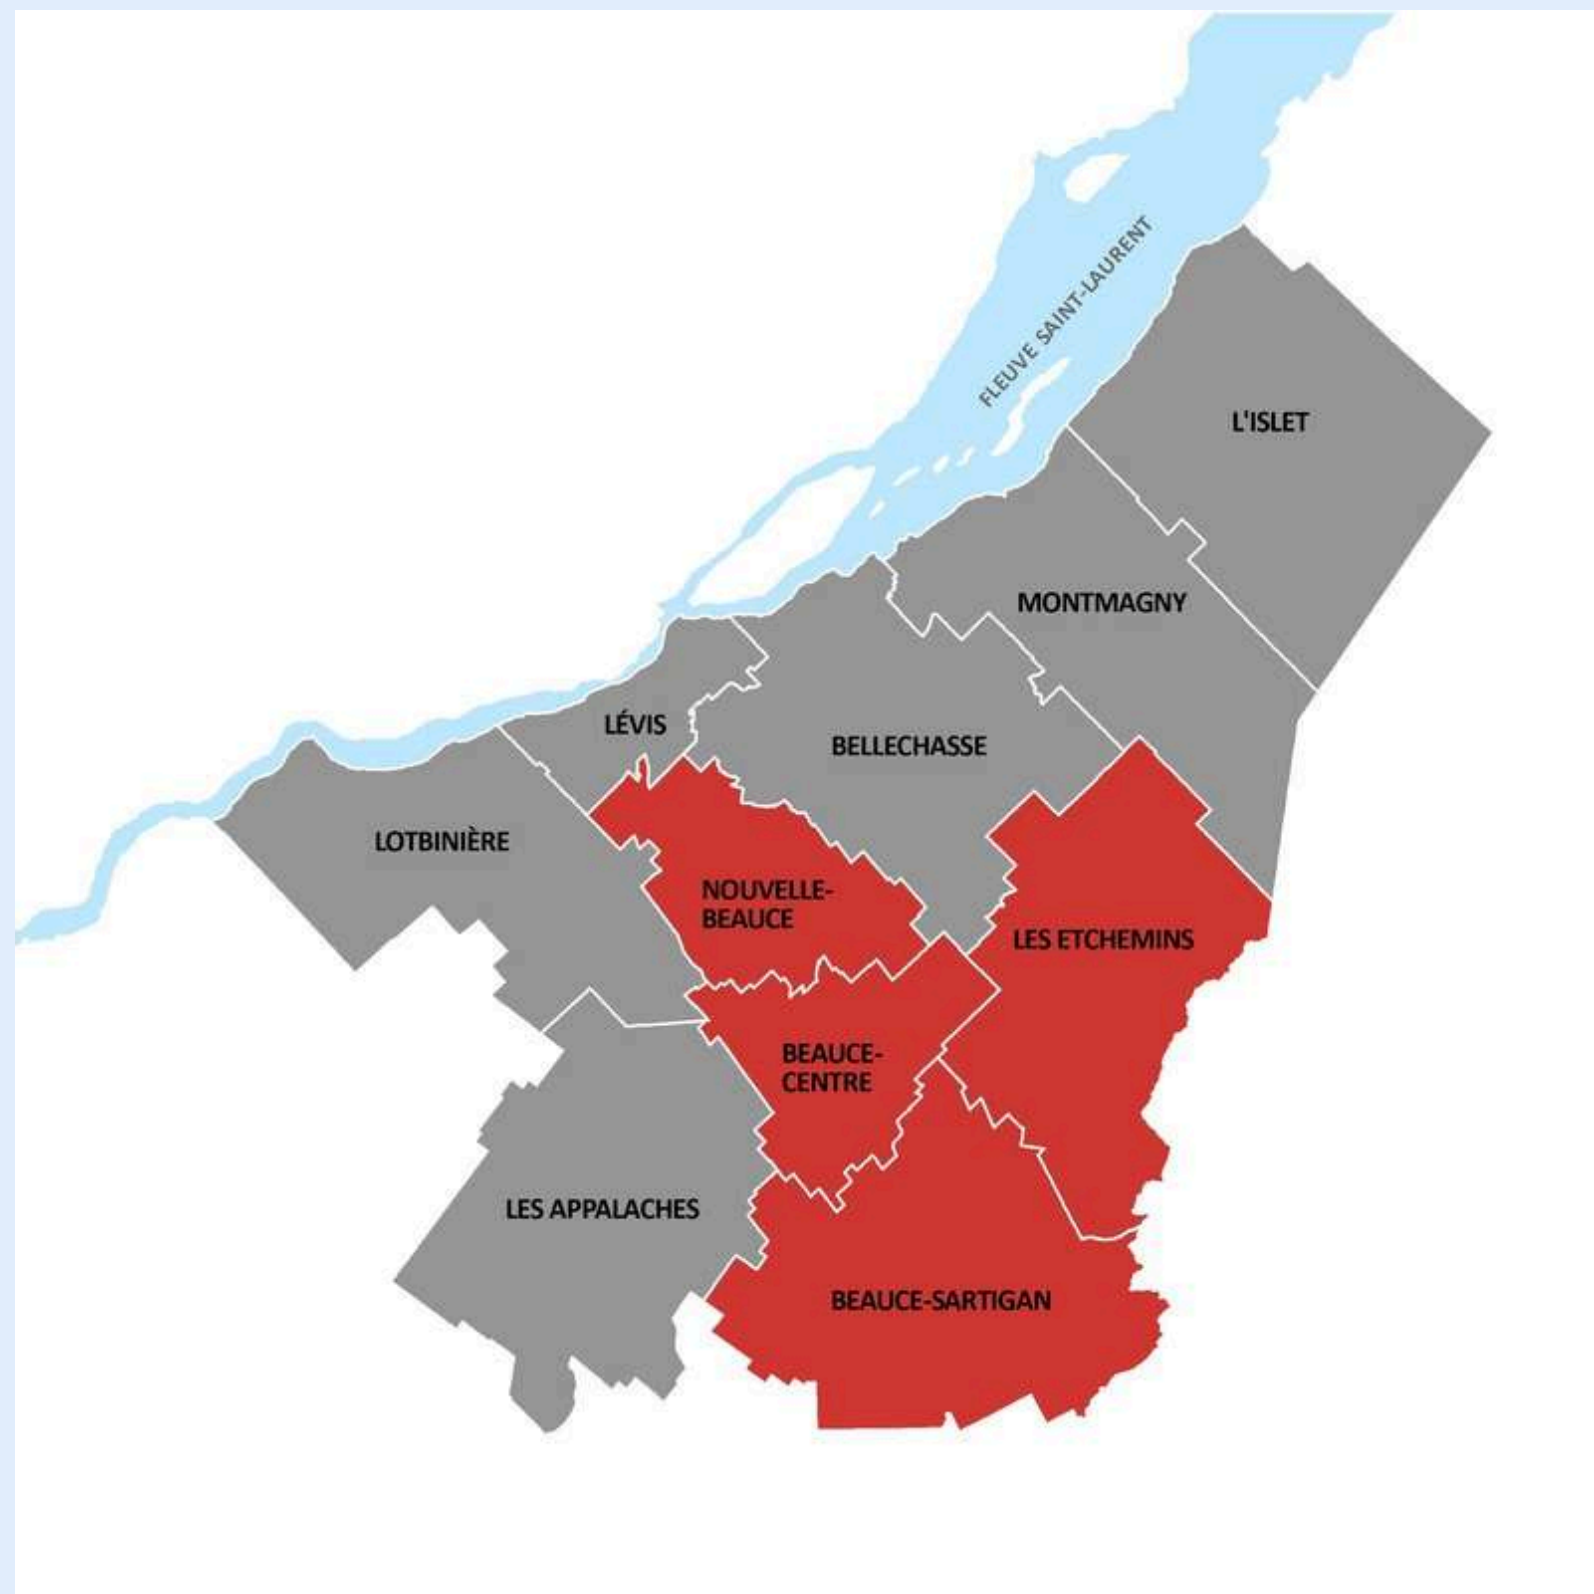 FLEUVE SAINT-LAURENT
L'ISLET
MONTMAGNY
LÉVIS
BELLECHASSE
LOTBINIÈRE
NOUVELLE-
BEAUCE
LES ETCHEMINS
BEAUCE-
CENTRE
LES APPALACHES
BEAUCE-SARTIGAN